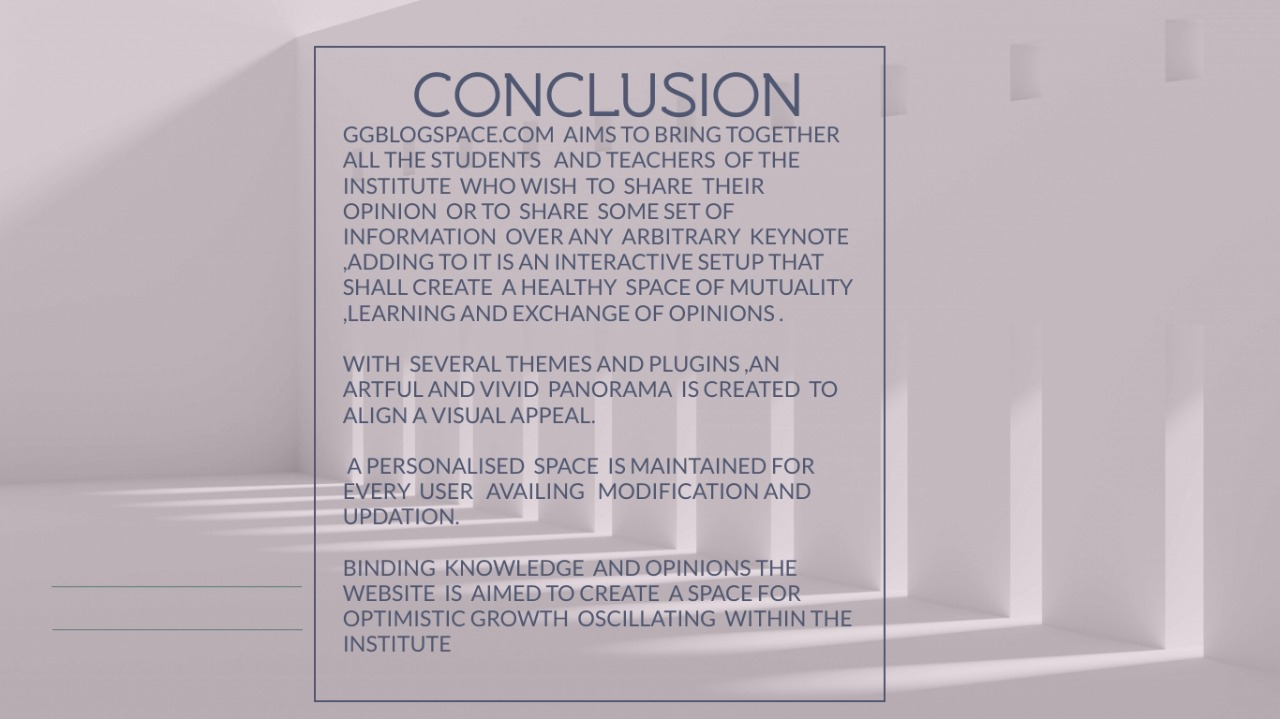 CONCLUSION
GGBLOGSPACE.COM AIMS TO BRING TOGETHER
ALL THE STUDENTS AND TEACHERS OF THE
INSTITUTE WHO WISH TO SHARE THEIR
OPINION OR TO SHARE SOME SET OF
INFORMATION OVER ANY ARBITRARY KEYNOTE
,ADDING TO IT IS AN INTERACTIVE SETUP THAT
SHALL CREATE A HEALTHY SPACE OF MUTUALITY
,LEARNING AND EXCHANGE OF OPINIONS .
WITH SEVERAL THEMES AND PLUGINS ,AN
ARTFUL AND VIVID PANORAMA IS CREATED TO
ALIGN A VISUAL APPEAL.
A PERSONALISED SPACE IS MAINTAINED FOR
EVERY USER AVAILING MODIFICATION AND
UPDATION.
BINDING KNOWLEDGE AND OPINIONS THE
WEBSITE IS AIMED TO CREATE A SPACE FOR
OPTIMISTIC GROWTH OSCILLATING WITHIN THE
INSTITUTE